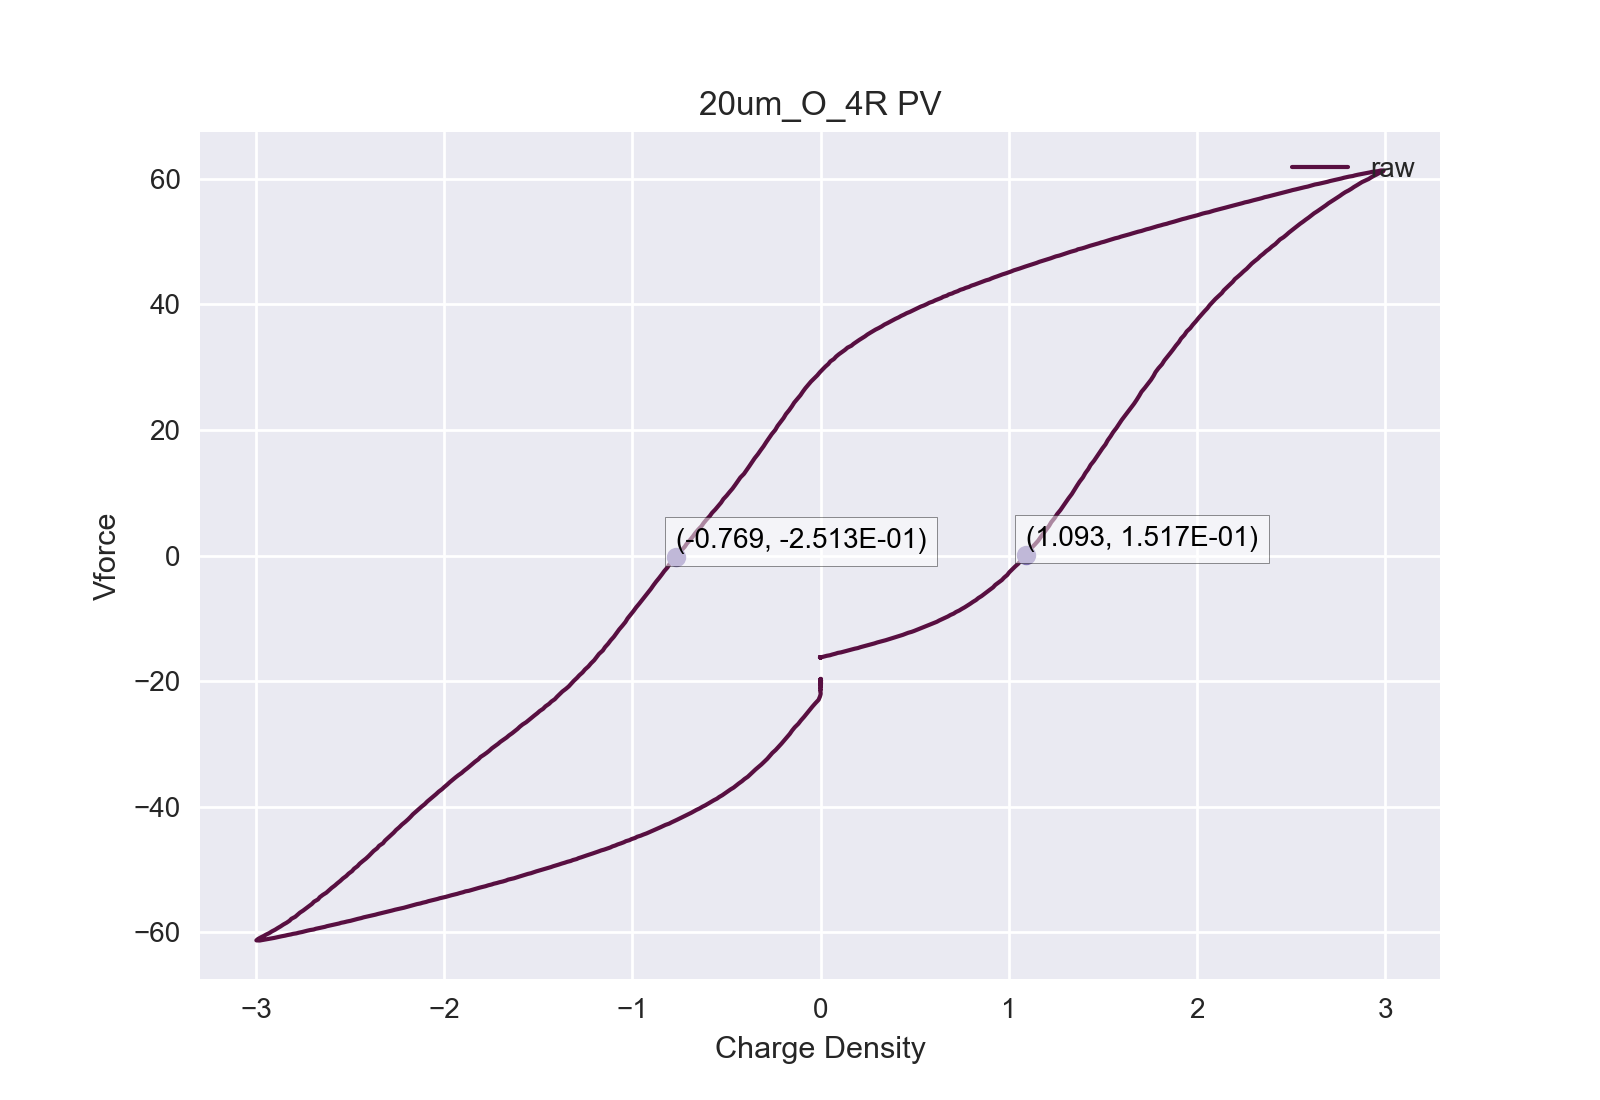 20um_O_4R PV
raw
60
40
20
0
−20
−40
−60
Vforce
(-0.769, -2.513E-01)
(1.093, 1.517E-01)
−3 −2 −1 0 1 2 3
Charge Density